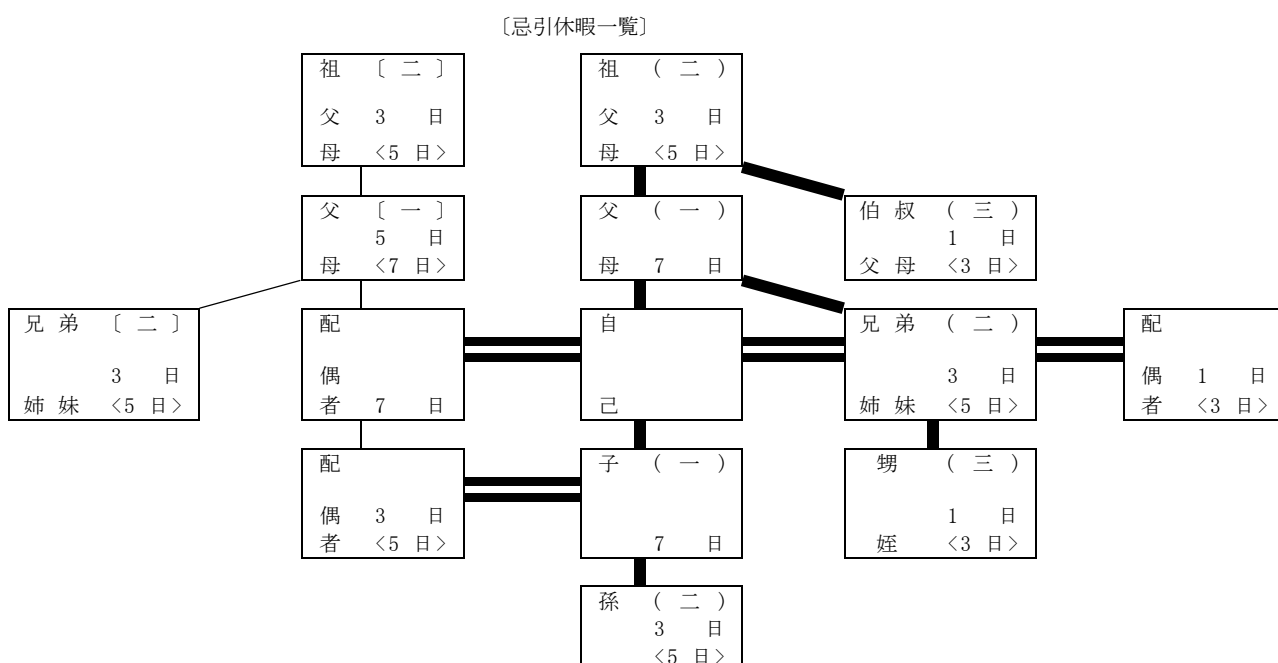 〔忌引休暇一覧〕
祖 〔 二 〕
父 3 日
母 <5 日>
祖 ( 二 )
父 3 日
母 <5 日>
父 〔 一 〕
5 日
母 <7 日>
父 ( 一 )
母 7 日
伯 叔 ( 三 )
1 日
父 母 <3 日>
兄 弟 〔 二 〕
3 日
姉 妹 <5 日>
配
偶
者 7 日
自
己
兄 弟 ( 二 )
3 日
姉 妹 <5 日>
配
偶 1 日
者 <3 日>
配
偶 3 日
者 <5 日>
子 ( 一 )
7 日
甥 ( 三 )
1 日
姪 <3 日>
孫 ( 二 )
3 日
<5 日>